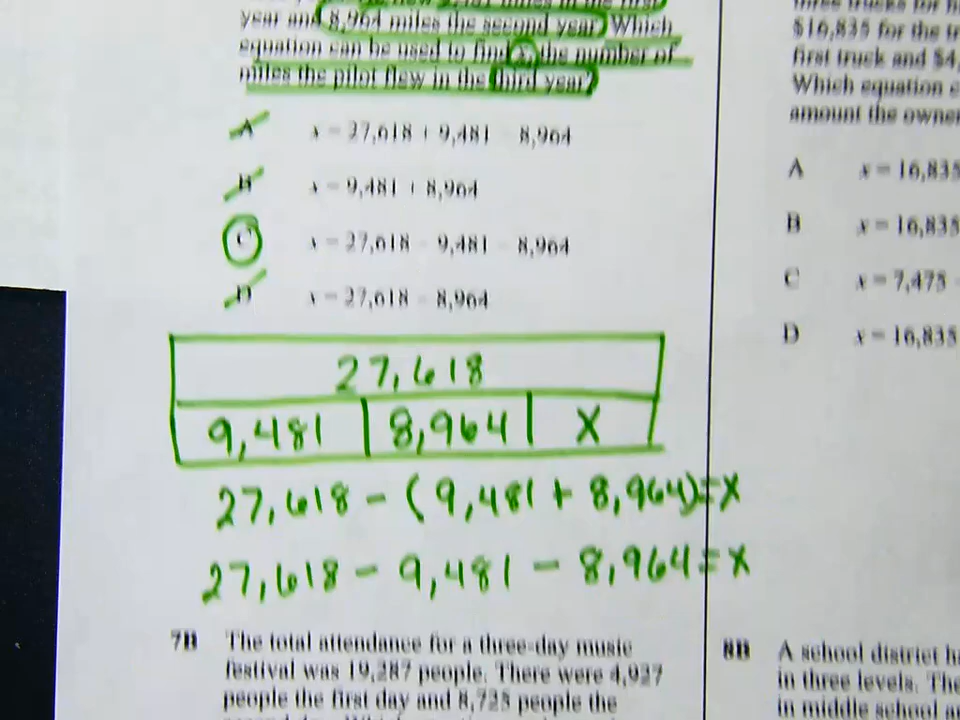 year and 8,964 miles the second year. Which
equation can be used to find x, the number of
miles the pilot flew in the third year?
A x = 27,618 + 9,481 − 8,964
B x = 9,481 + 8,964
C x = 27,618 − 9,481 − 8,964
D x = 27,618 − 8,964
27,618
9,481 8,964 x
27,618 − (9,481 + 8,964) = x
27,618 − 9,481 − 8,964 = x
7B The total attendance for a three-day music
festival was 19,287 people. There were 4,927
people the first day and 8,725 people the
three trucks for
$16,835 for the
first truck and $4,
Which equation
amount the owner
A x = 16,835
B x = 16,835
C x = 7,475 -
D x = 16,835
8B A school district
in three levels. The
in middle school